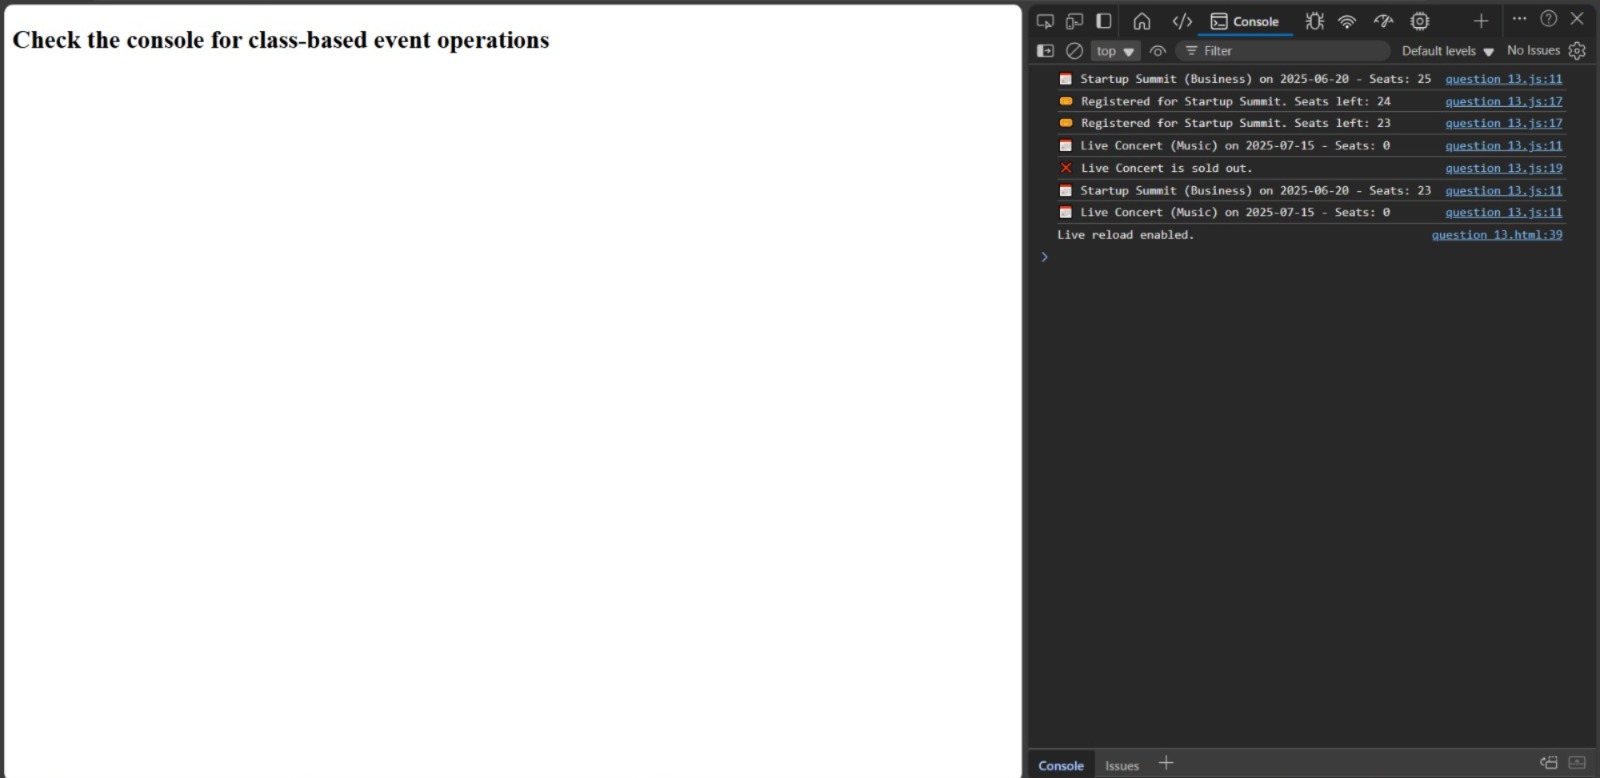 Check the console for class-based event operations
Console
top
Filter
Default levels
No Issues
Startup Summit (Business) on 2025-06-20 - Seats: 25 question 13.js:11
Registered for Startup Summit. Seats left: 24 question 13.js:17
Registered for Startup Summit. Seats left: 23 question 13.js:17
Live Concert (Music) on 2025-07-15 - Seats: 0 question 13.js:11
Live Concert is sold out. question 13.js:19
Startup Summit (Business) on 2025-06-20 - Seats: 23 question 13.js:11
Live Concert (Music) on 2025-07-15 - Seats: 0 question 13.js:11
Live reload enabled. question 13.html:39
Console Issues